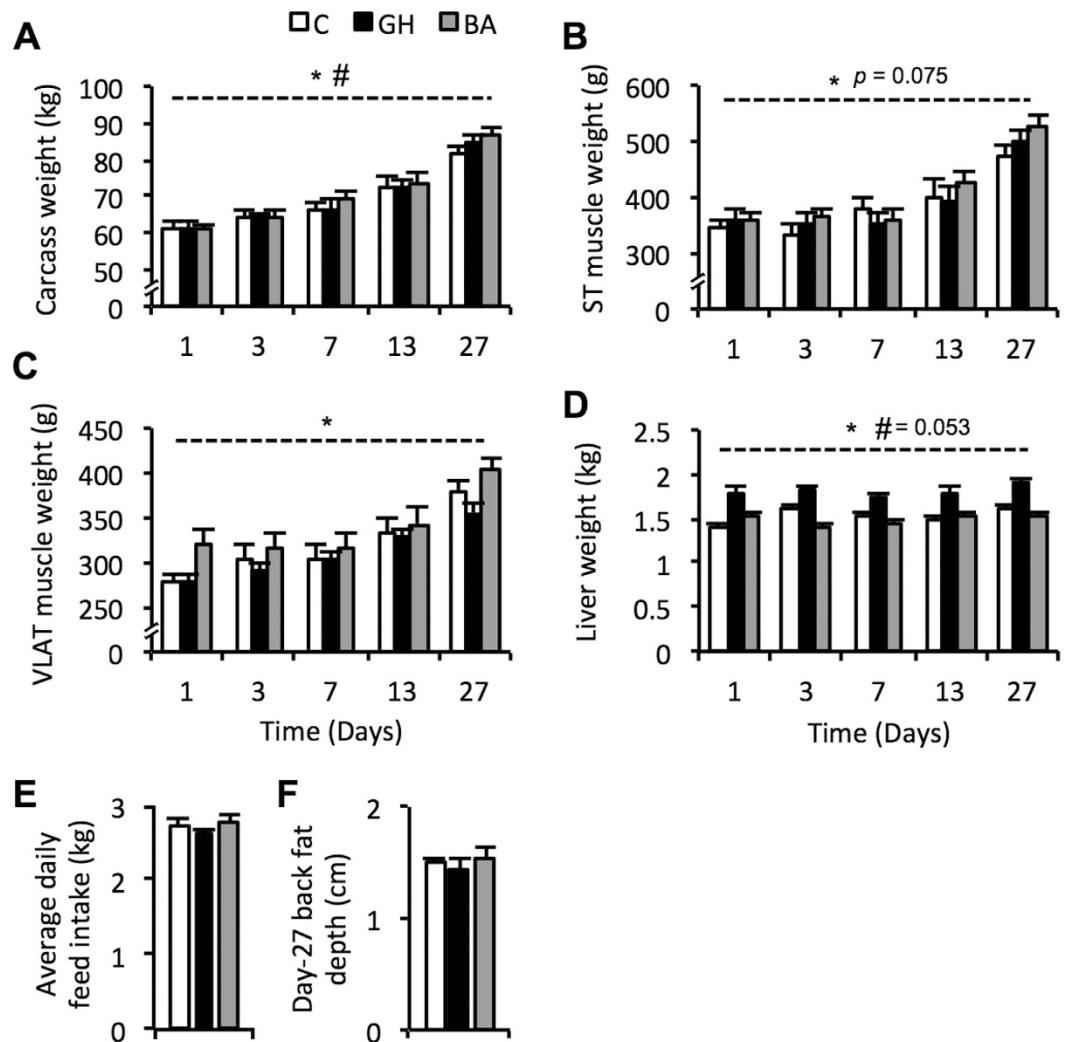 C GH BA
A
* #
Carcass weight (kg)
100
90
80
70
60
50
0
1 3 7 13 27
B
* p = 0.075
ST muscle weight (g)
600
500
400
300
0
1 3 7 13 27
C
*
VLAT muscle weight (g)
450
350
300
250
0
1 3 7 13 27
Time (Days)
D
* #= 0.053
Liver weight (kg)
2.5
2
1.5
1
0.5
0
1 3 7 13 27
Time (Days)
E
Average daily
feed intake (kg)
3
2
1
0
F
Day-27 back fat
depth (cm)
2
1
0